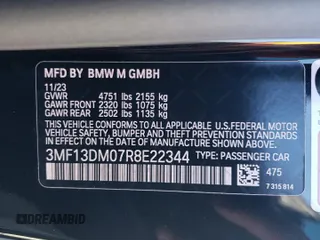 MFD BY BMW M GMBH
11/23
GVWR 4751 lbs 2155 kg
GAWR FRONT 2320 lbs 1075 kg
GAWR REAR 2502 lbs 1135 kg
THIS VEHICLE CONFORMS TO ALL APPLICABLE U.S. FEDERAL MOTOR
VEHICLE SAFETY, BUMPER, AND THEFT PREVENTION STANDARDS
IN EFFECT ON THE DATE OF MANUFACTURE SHOWN ABOVE.
3MF13DM07R8E22344 TYPE: PASSENGER CAR
475
7 315 814
DREAMBID